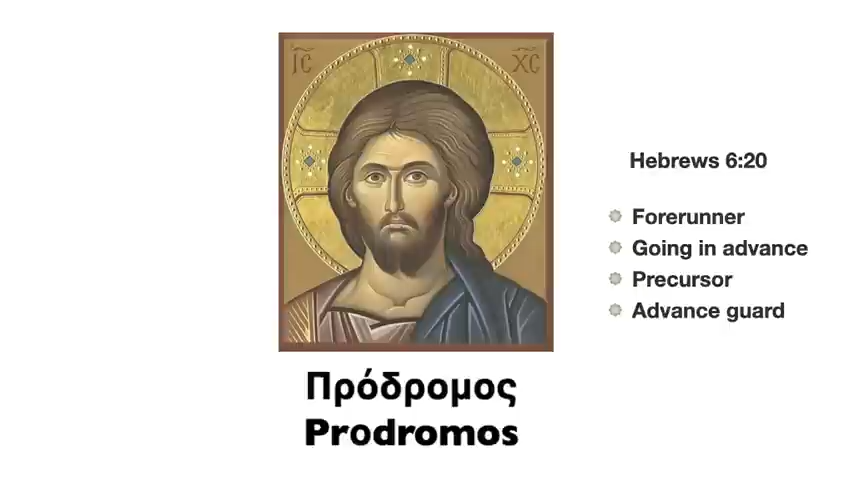 IC XC
Hebrews 6:20
Forerunner
Going in advance
Precursor
Advance guard
Πρόδρομος
Prodromos